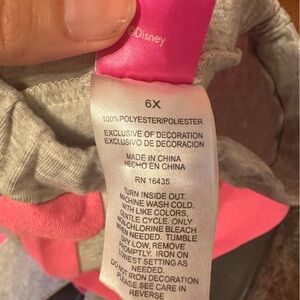 ©Disney
6X
100%POLYESTER/POLIESTER
EXCLUSIVE OF DECORATION
EXCLUSIVO DE DECORACION
MADE IN CHINA
HECHO EN CHINA
RN 16435
TURN INSIDE OUT.
MACHINE WASH COLD,
WITH LIKE COLORS,
GENTLE CYCLE. ONLY
NONCHLORINE BLEACH
WHEN NEEDED. TUMBLE
DRY LOW, REMOVE
PROMPTLY. IRON ON
LOWEST SETTING AS
NEEDED.
DO NOT IRON DECORATION
PLEASE SEE CARE IN
REVERSE